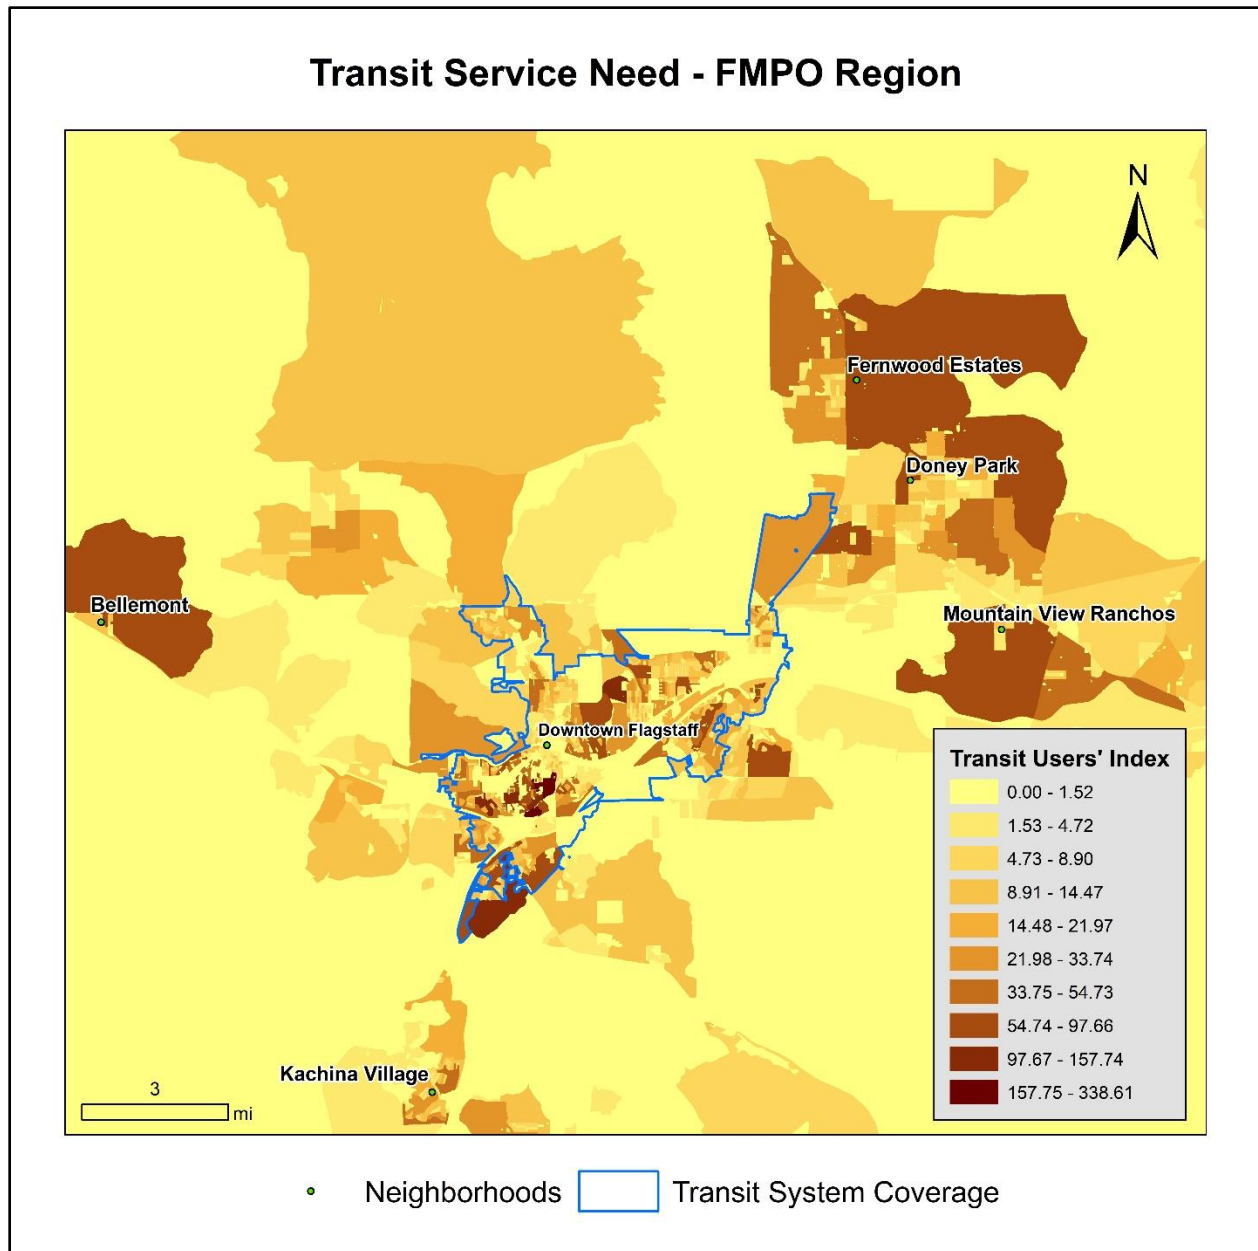 Transit Service Need - FMPO Region
N
Fernwood Estates
Doney Park
Bellemont
Mountain View Ranchos
Downtown Flagstaff
Transit Users' Index
0.00 - 1.52
1.53 - 4.72
4.73 - 8.90
8.91 - 14.47
14.48 - 21.97
21.98 - 33.74
33.75 - 54.73
54.74 - 97.66
97.67 - 157.74
157.75 - 338.61
Kachina Village
3
mi
Neighborhoods
Transit System Coverage